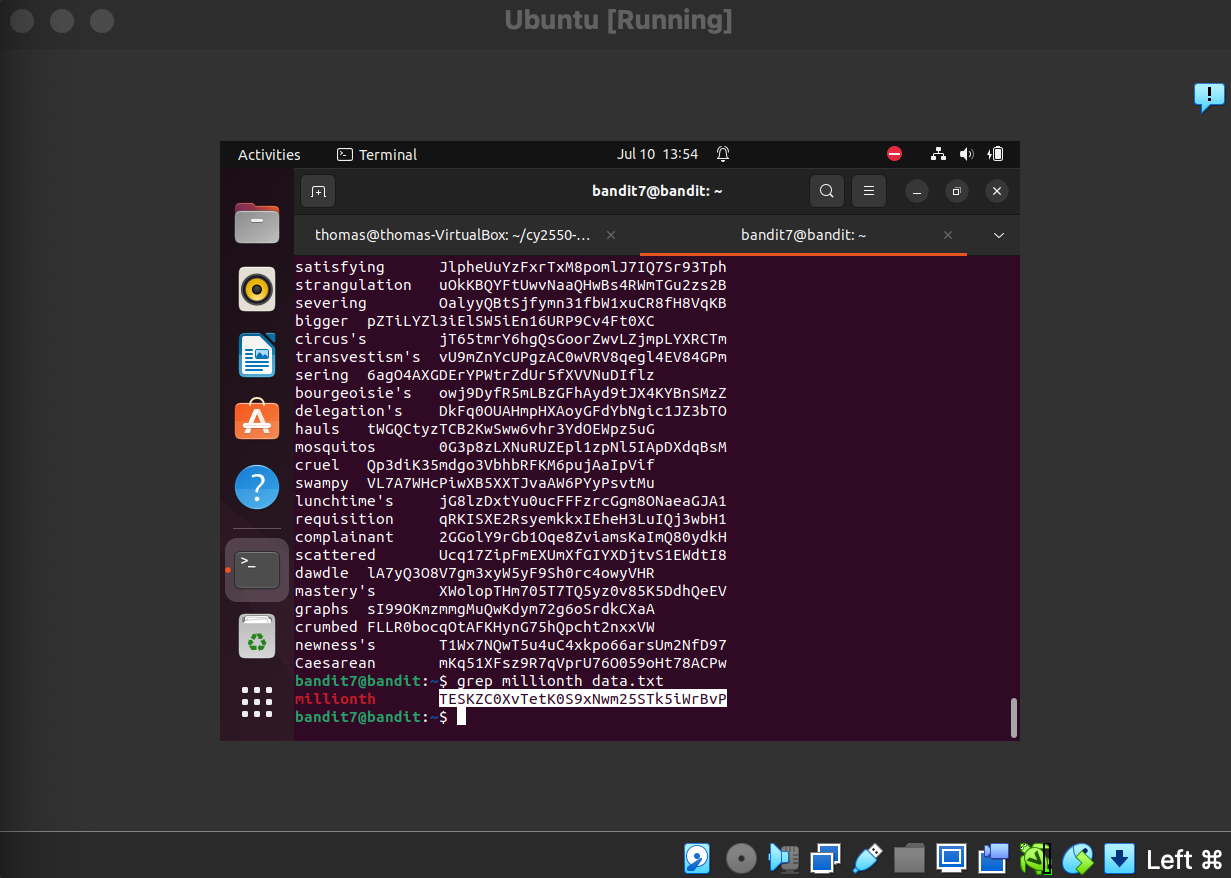 Ubuntu [Running]
Activities Terminal Jul 10 13:54
bandit7@bandit: ~
thomas@thomas-VirtualBox: ~/cy2550-... bandit7@bandit: ~
satisfying JlpheUuYzFxrTxM8pomlJ7IQ7Sr93Tph
strangulation uOkKBQYFtUwvNaaQHwBs4RWmTGu2zs2B
severing OalyyQBtSjfymn31fbW1xuCR8fH8VqKB
bigger pZTiLYZl3iElSW5iEn16URP9Cv4Ft0XC
circus's jT65tmrY6hgQsGoorZwvLZjmpLYXRCTm
transvestism's vU9mZnYcUPgzAC0wVRV8qegl4EV84GPm
sering 6agO4AXGDErYPWtrZdUr5fXVVNuDIflz
bourgeoisie's owj9DyfR5mLBzGFhAyd9tJX4KYBnSMzZ
delegation's DkFq0OUAHmpHXAoyGFdYbNgic1JZ3bTO
hauls tWGQCtyzTCB2KwSww6vhr3YdOEWpz5uG
mosquitos 0G3p8zLXNuRUZEpl1zpNl5IApDXdqBsM
cruel Qp3diK35mdgo3VbhbRFKM6pujAaIpVif
swampy VL7A7WHcPiwXB5XXTJvaAW6PYyPsvtMu
lunchtime's jG8lzDxtYu0ucFFFzrcGgm8ONaeaGJA1
requisition qRKISXE2RsyemkkxIEheH3LuIQj3wbH1
complainant 2GGolY9rGb1Oqe8ZviamsKaImQ80ydkH
scattered Ucq17ZipFmEXUmXfGIYXDjtvS1EWdtI8
dawdle lA7yQ3O8V7gm3xyW5yF9Sh0rc4owyVHR
mastery's XWolopTHm705T7TQ5yz0v85K5DdhQeEV
graphs sI99OKmzmmgMuQwKdym72g6oSrdkCXaA
crumbed FLLR0bocqOtAFKHynG75hQpcht2nxxVW
newness's T1Wx7NQwT5u4uC4xkpo66arsUm2NfD97
Caesarean mKq51XFsz9R7qVprU76O059oHt78ACPw
bandit7@bandit:~$ grep millionth data.txt
millionth TESKZC0XvTetK0S9xNwm25STk5iWrBvP
bandit7@bandit:~$
Left ⌘